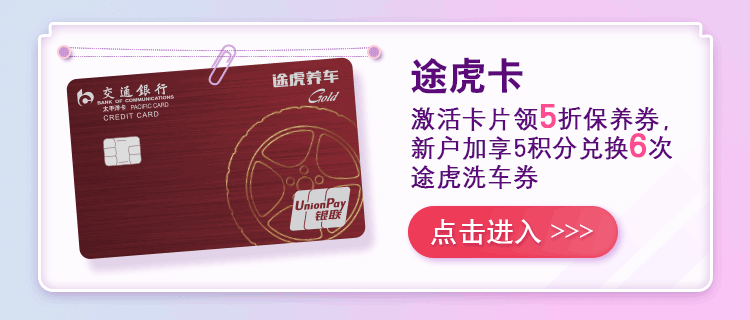 交通銀行
BANK OF COMMUNICATIONS
太平洋卡 PACIFIC CARD
CREDIT CARD
途虎养车
Gold
UnionPay
银联
途虎卡
激活卡片领5折保养券,
新户加享5积分兑换6次
途虎洗车券
点击进入 >>>